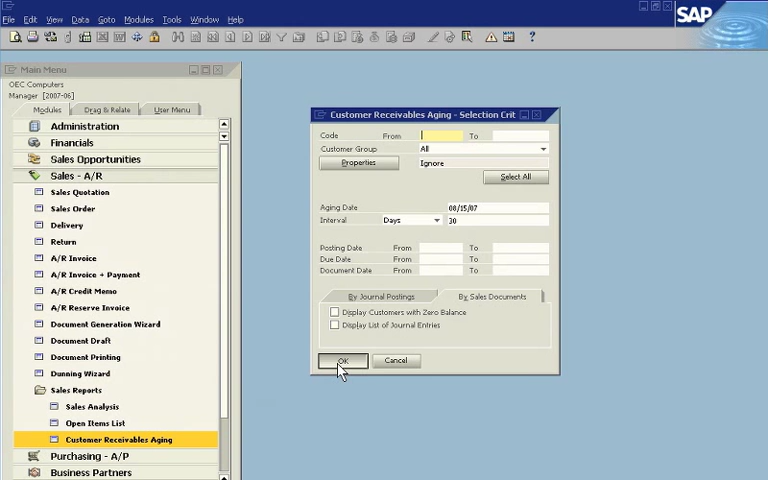 File Edit View Data Goto Modules Tools Window Help
SAP
Main Menu
OEC Computers
Manager [2007-06]
Modules Drag & Relate User Menu
Administration
Financials
Sales Opportunities
Sales - A/R
Sales Quotation
Sales Order
Delivery
Return
A/R Invoice
A/R Invoice + Payment
A/R Credit Memo
A/R Reserve Invoice
Document Generation Wizard
Document Draft
Document Printing
Dunning Wizard
Sales Reports
Sales Analysis
Open Items List
Customer Receivables Aging
Purchasing - A/P
Business Partners
Customer Receivables Aging - Selection Crit
Code From To
Customer Group All
Properties Ignore
Select All
Aging Date 08/15/07
Interval Days 30
Posting Date From To
Due Date From To
Document Date From To
By Journal Postings By Sales Documents
Display Customers with Zero Balance
Display List of Journal Entries
OK Cancel